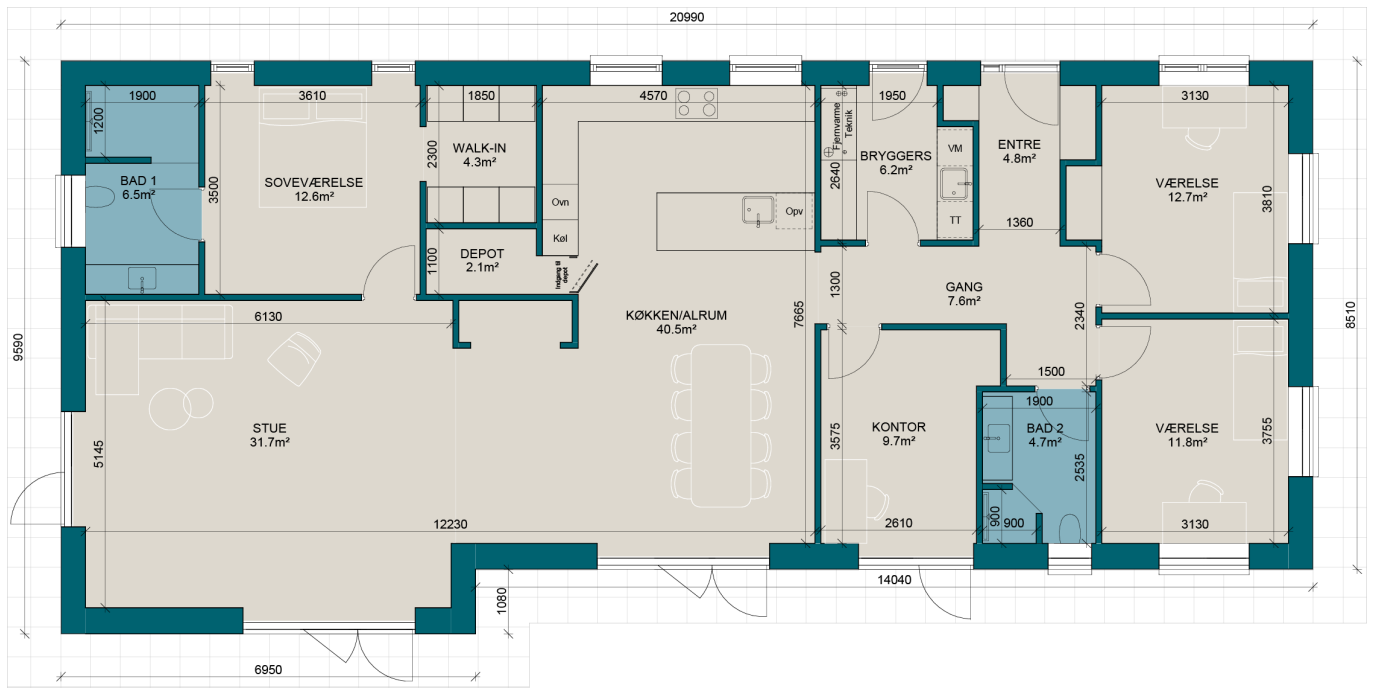 20990
1900
3610
1850
4570
1950
3130
1200
Fjernvarme
Teknik
VM
ENTRE
4.8m²
WALK-IN
4.3m²
2300
BRYGGERS
6.2m²
2640
BAD 1
6.5m²
SOVEVÆRELSE
12.6m²
3500
VÆRELSE
12.7m²
3810
Ovn
Opv
TT
1360
Køl
DEPOT
2.1m²
1100
Indgang til
depot
1300
GANG
7.6m²
6130
KØKKEN/ALRUM
40.5m²
7665
2340
9590
8510
1500
1900
STUE
31.7m²
5145
KONTOR
9.7m²
3575
BAD 2
4.7m²
2535
VÆRELSE
11.8m²
3755
12230
2610
900
900
3130
14040
1080
6950